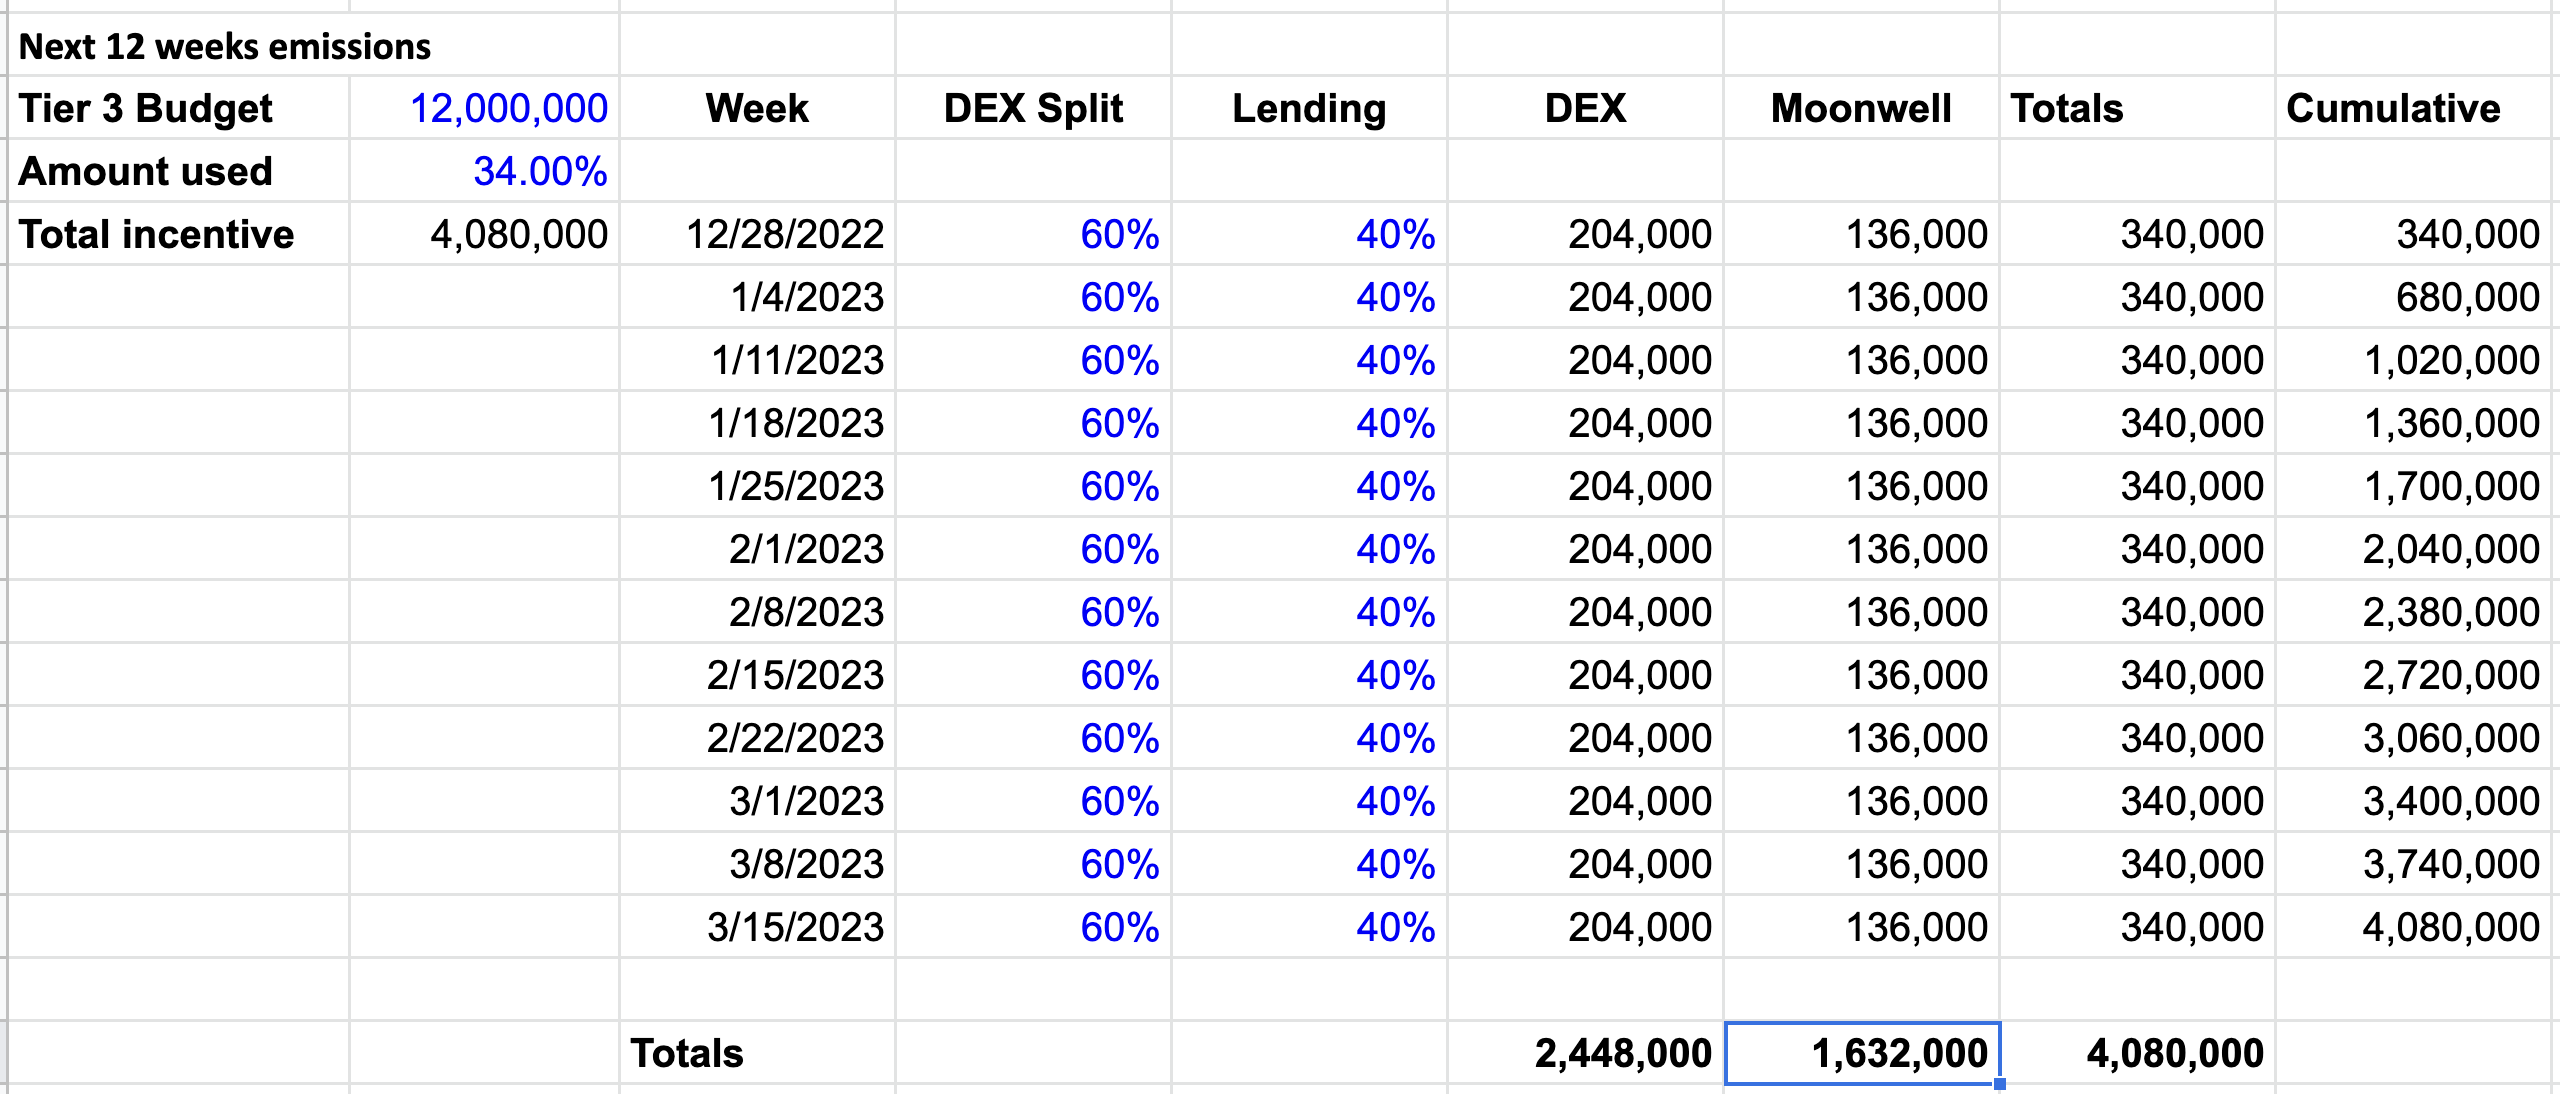 Next 12 weeks emissions
Tier 3 Budget 12,000,000 Week DEX Split Lending DEX Moonwell Totals Cumulative
Amount used 34.00%
Total incentive 4,080,000 12/28/2022 60% 40% 204,000 136,000 340,000 340,000
1/4/2023 60% 40% 204,000 136,000 340,000 680,000
1/11/2023 60% 40% 204,000 136,000 340,000 1,020,000
1/18/2023 60% 40% 204,000 136,000 340,000 1,360,000
1/25/2023 60% 40% 204,000 136,000 340,000 1,700,000
2/1/2023 60% 40% 204,000 136,000 340,000 2,040,000
2/8/2023 60% 40% 204,000 136,000 340,000 2,380,000
2/15/2023 60% 40% 204,000 136,000 340,000 2,720,000
2/22/2023 60% 40% 204,000 136,000 340,000 3,060,000
3/1/2023 60% 40% 204,000 136,000 340,000 3,400,000
3/8/2023 60% 40% 204,000 136,000 340,000 3,740,000
3/15/2023 60% 40% 204,000 136,000 340,000 4,080,000
Totals 2,448,000 1,632,000 4,080,000